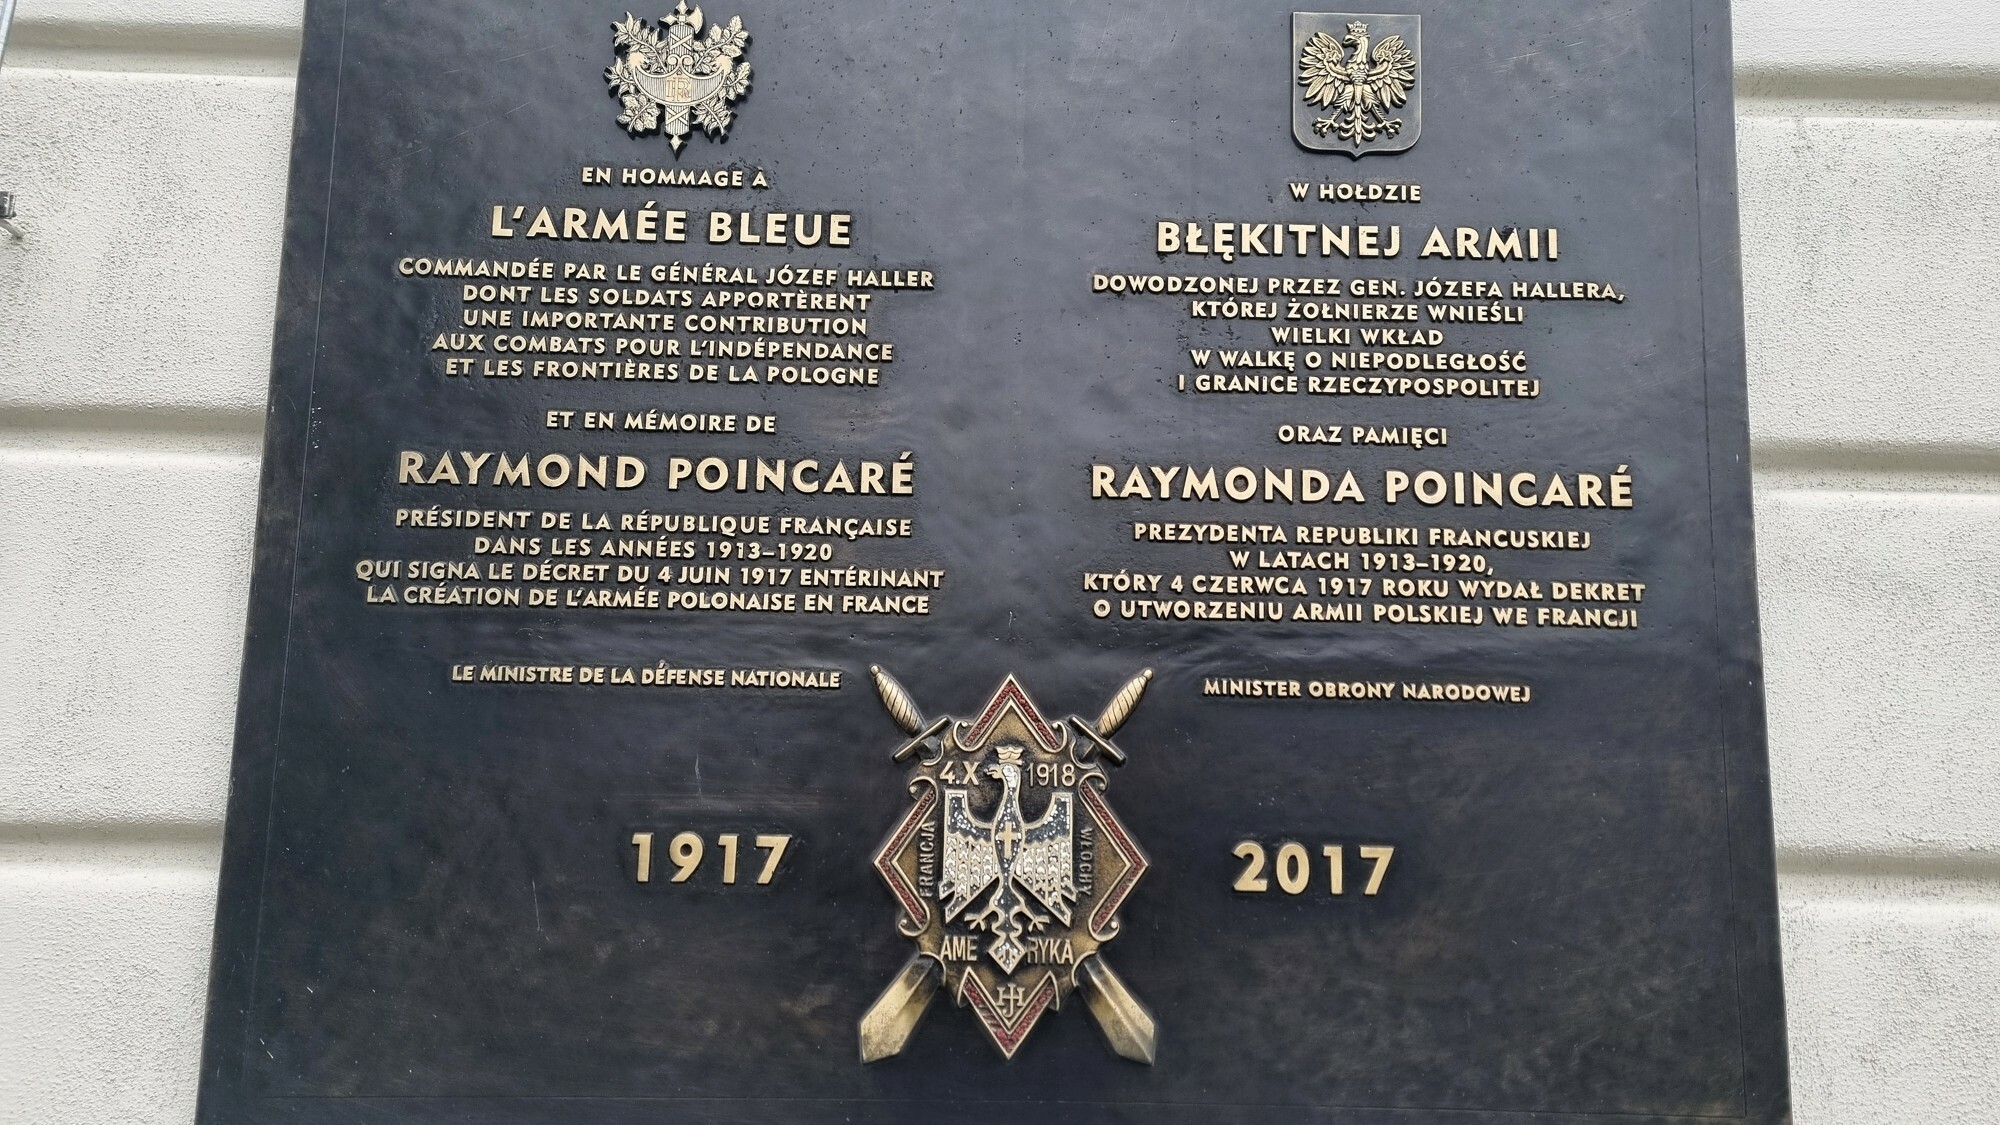 EN HOMMAGE À
L'ARMÉE BLEUE
COMMANDÉE PAR LE GÉNÉRAL JÓZEF HALLER
DONT LES SOLDATS APPORTÈRENT
UNE IMPORTANTE CONTRIBUTION
AUX COMBATS POUR L'INDÉPENDANCE
ET LES FRONTIÈRES DE LA POLOGNE
ET EN MÉMOIRE DE
RAYMOND POINCARÉ
PRÉSIDENT DE LA RÉPUBLIQUE FRANÇAISE
DANS LES ANNÉES 1913–1920
QUI SIGNA LE DÉCRET DU 4 JUIN 1917 ENTÉRINANT
LA CRÉATION DE L'ARMÉE POLONAISE EN FRANCE
LE MINISTRE DE LA DÉFENSE NATIONALE
W HOŁDZIE
BŁĘKITNEJ ARMII
DOWODZONEJ PRZEZ GEN. JÓZEFA HALLERA,
KTÓREJ ŻOŁNIERZE WNIEŚLI
WIELKI WKŁAD
W WALKĘ O NIEPODLEGŁOŚĆ
I GRANICE RZECZYPOSPOLITEJ
ORAZ PAMIĘCI
RAYMONDA POINCARÉ
PREZYDENTA REPUBLIKI FRANCUSKIEJ
W LATACH 1913–1920,
KTÓRY 4 CZERWCA 1917 ROKU WYDAŁ DEKRET
O UTWORZENIU ARMII POLSKIEJ WE FRANCJI
MINISTER OBRONY NARODOWEJ
1917
4.X 1918
FRANCJA
WŁOCHY
AME RYKA
2017